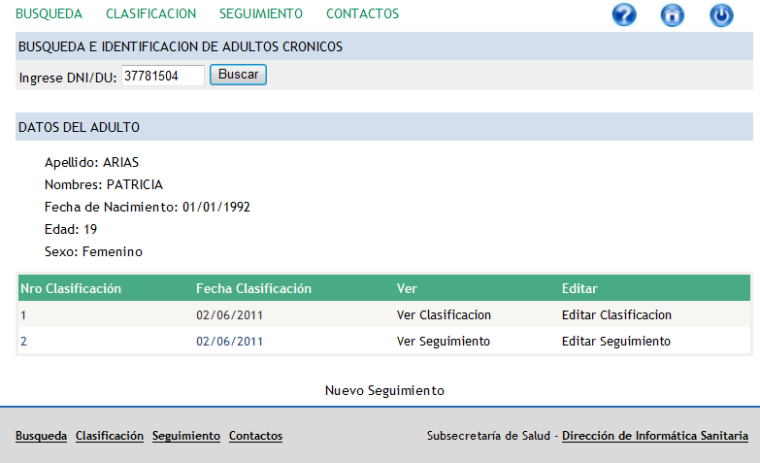 BUSQUEDA CLASIFICACION SEGUIMIENTO CONTACTOS
BUSQUEDA E IDENTIFICACION DE ADULTOS CRONICOS
Ingrese DNI/DU: 37781504 Buscar
DATOS DEL ADULTO
Apellido: ARIAS
Nombres: PATRICIA
Fecha de Nacimiento: 01/01/1992
Edad: 19
Sexo: Femenino
Nro Clasificación Fecha Clasificación Ver Editar
1 02/06/2011 Ver Clasificacion Editar Clasificacion
2 02/06/2011 Ver Seguimiento Editar Seguimiento
Nuevo Seguimiento
Busqueda Clasificación Seguimiento Contactos Subsecretaría de Salud - Dirección de Informática Sanitaria